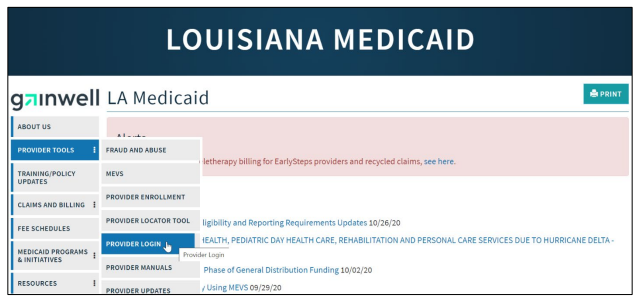 LOUISIANA MEDICAID
gainwell LA Medicaid
PRINT
ABOUT US
PROVIDER TOOLS
TRAINING/POLICY
UPDATES
CLAIMS AND BILLING
FEE SCHEDULES
MEDICAID PROGRAMS
& INITIATIVES
RESOURCES
FRAUD AND ABUSE
MEVS
PROVIDER ENROLLMENT
PROVIDER LOCATOR TOOL
PROVIDER LOGIN
Provider Login
PROVIDER MANUALS
PROVIDER UPDATES
Alerts
letherapy billing for EarlySteps providers and recycled claims, see here.
ligibility and Reporting Requirements Updates 10/26/20
HEALTH, PEDIATRIC DAY HEALTH CARE, REHABILITATION AND PERSONAL CARE SERVICES DUE TO HURRICANE DELTA -
Phase of General Distribution Funding 10/02/20
y Using MEVS 09/29/20